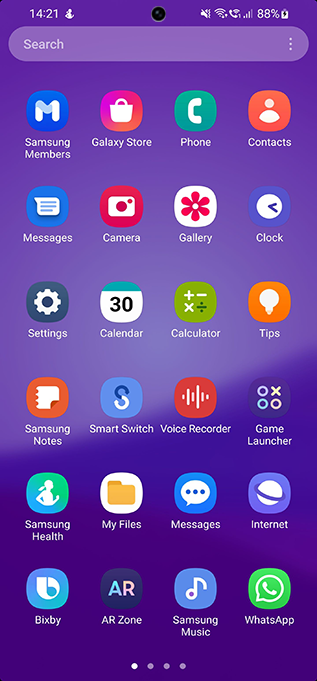 14:21 88%
Search
Samsung Members
Galaxy Store
Phone
Contacts
Messages
Camera
Gallery
Clock
Settings
30
Calendar
Calculator
Tips
Samsung Notes
Smart Switch
Voice Recorder
Game Launcher
Samsung Health
My Files
Messages
Internet
Bixby
AR
AR Zone
Samsung Music
WhatsApp